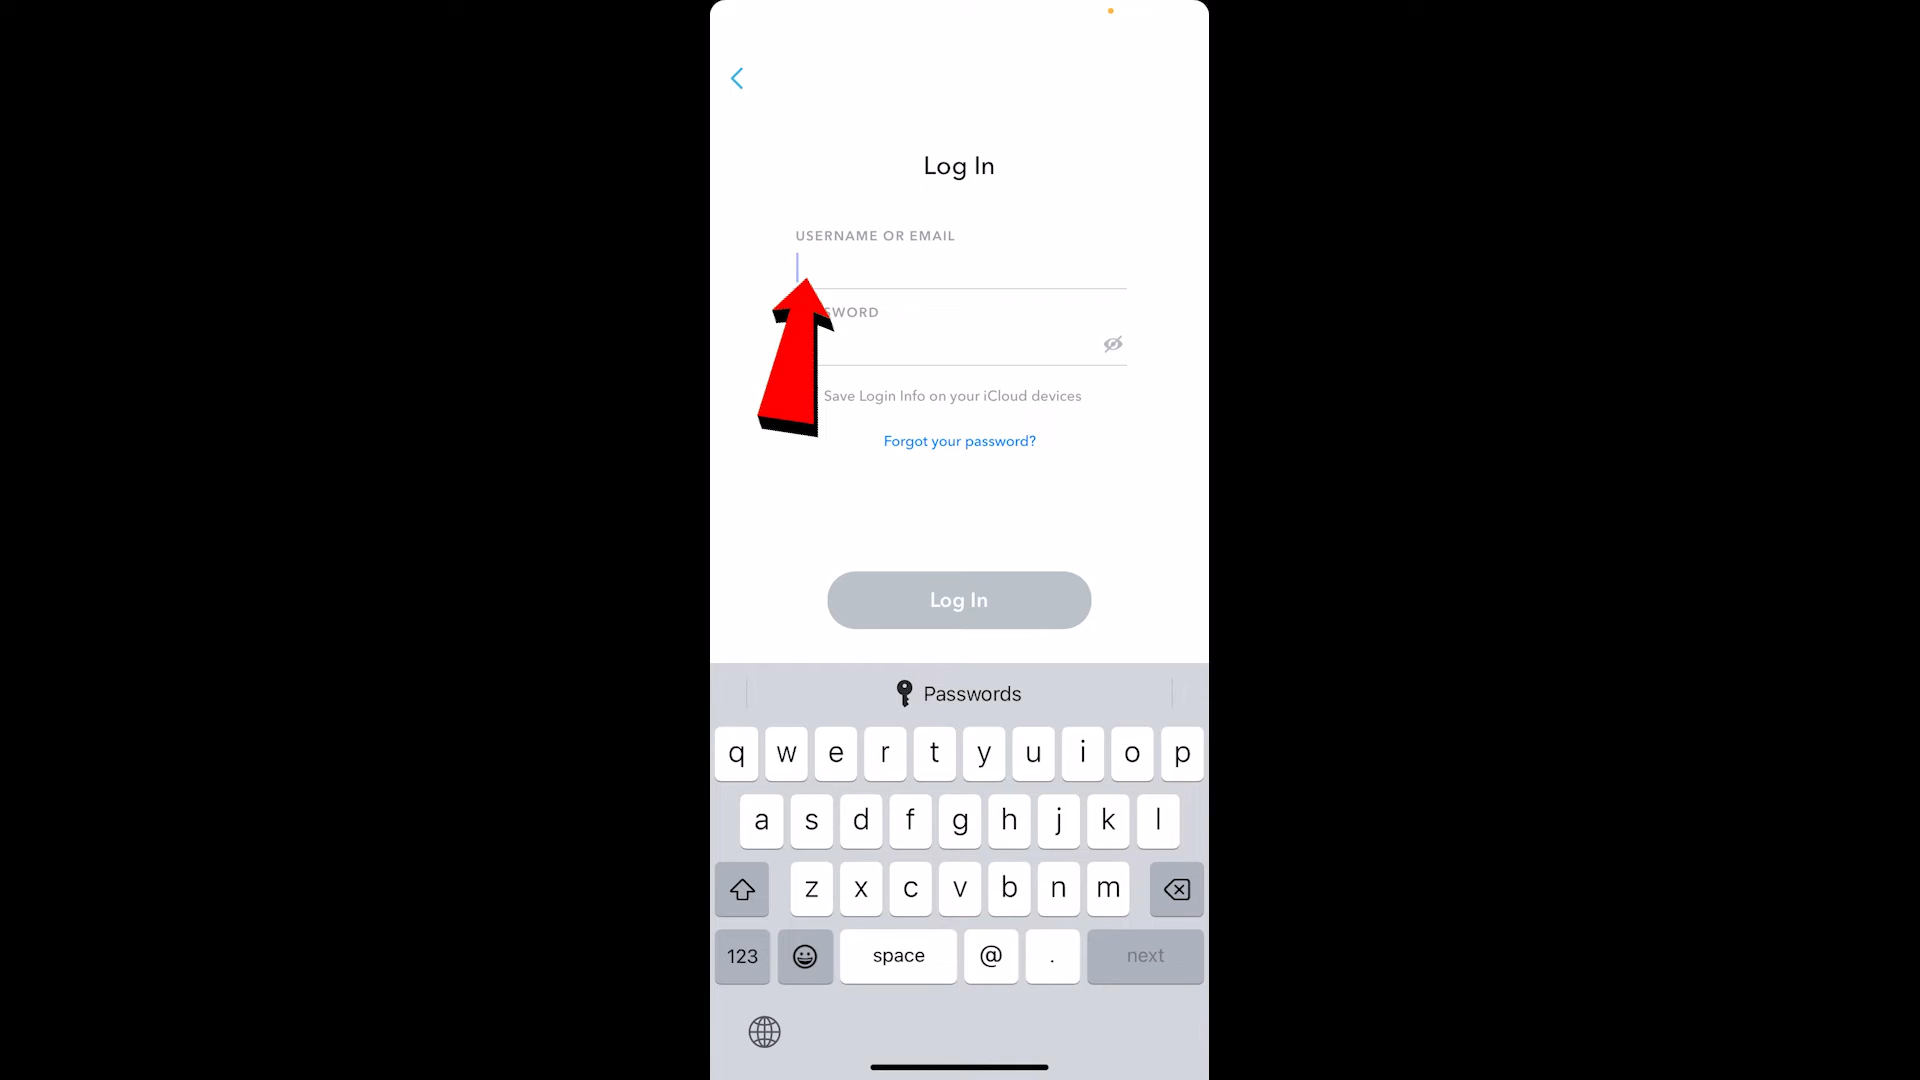 Log In
USERNAME OR EMAIL
SWORD
Save Login Info on your iCloud devices
Forgot your password?
Log In
Passwords
q w e r t y u i o p
a s d f g h j k l
z x c v b n m
123 space @ . next